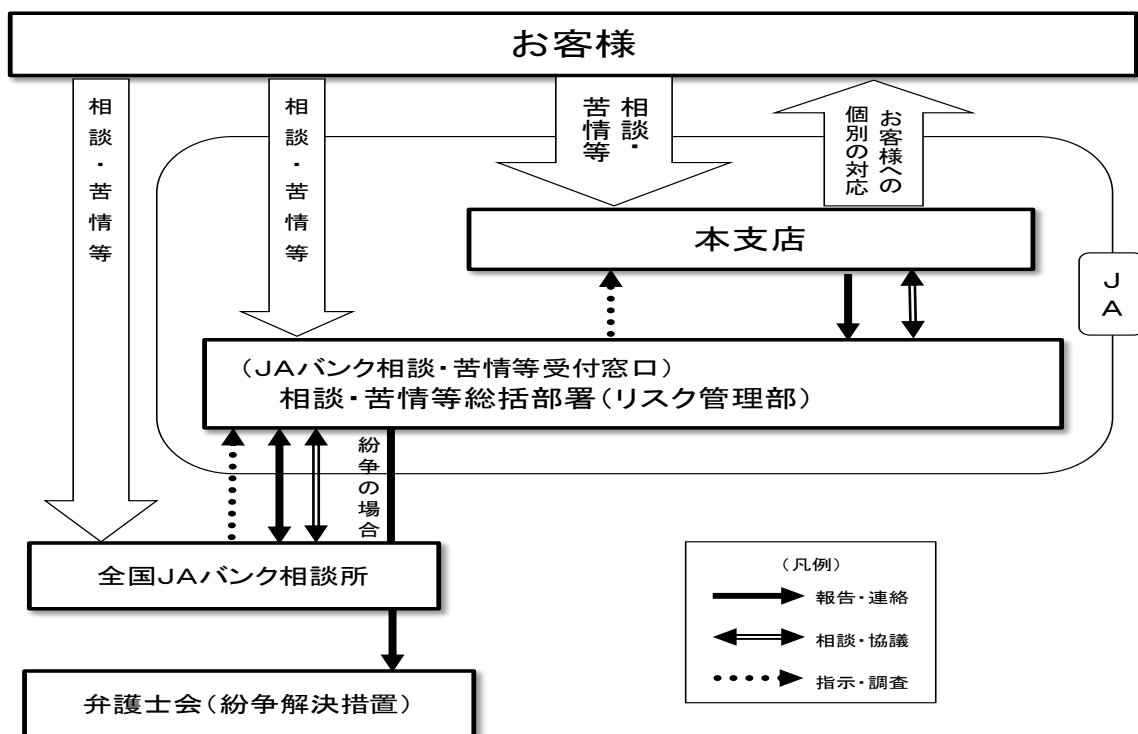 お客様
相談・苦情等
相談・苦情等
相談・
苦情等
お客様への
個別の対応
本支店
JA
(JAバンク相談・苦情等受付窓口)
相談・苦情等総括部署(リスク管理部)
紛争の場合
全国JAバンク相談所
弁護士会(紛争解決措置)
(凡例)
報告・連絡
相談・協議
指示・調査